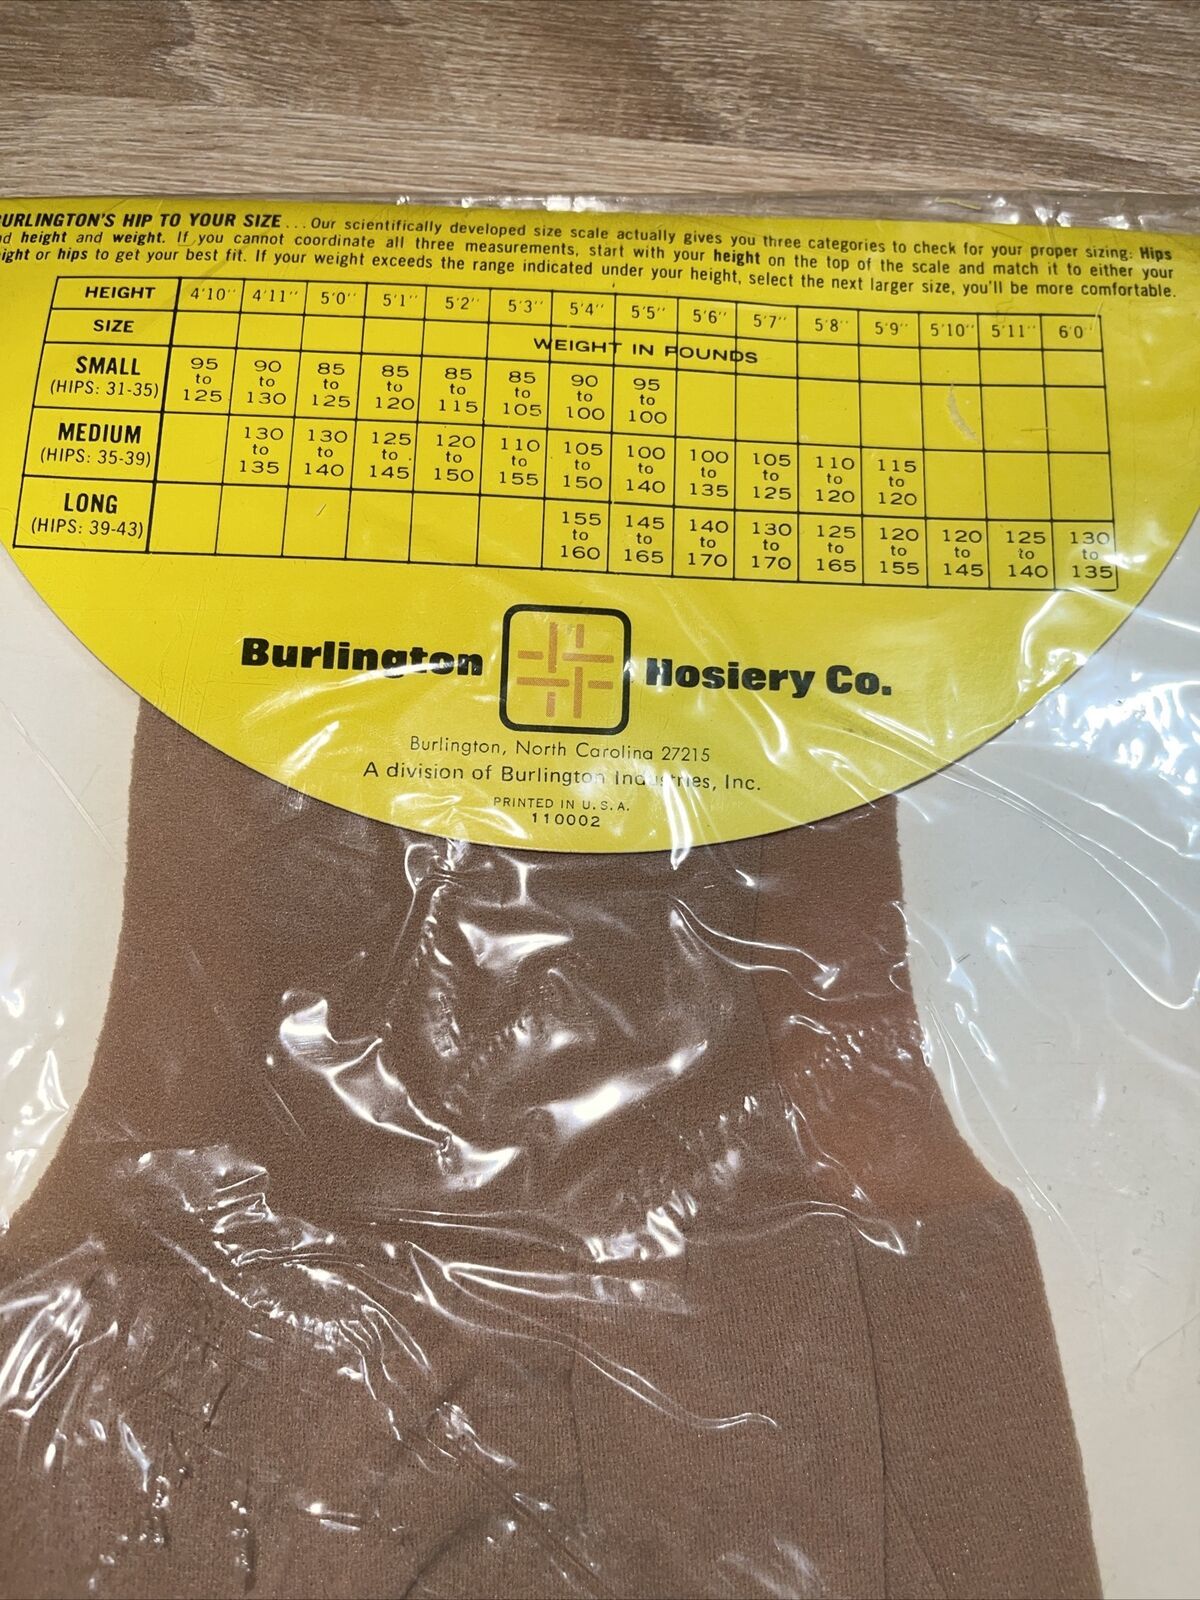 BURLINGTON'S HIP TO YOUR SIZE ... Our scientifically developed size scale actually gives you three categories to check for your proper sizing: Hips
height and weight. If you cannot coordinate all three measurements, start with your height on the top of the scale and match it to either your
or hips to get your best fit. If your weight exceeds the range indicated under your height, select the next larger size, you'll be more comfortable.
HEIGHT 4'10" 4'11" 5'0" 5'1" 5'2" 5'3" 5'4" 5'5" 5'6" 5'7" 5'8" 5'9" 5'10" 5'11" 6'0"
SIZE WEIGHT IN POUNDS
SMALL 95 90 85 85 85 85 90 95
(HIPS: 31-35) to to to to to to to to
125 130 125 120 115 105 100 100
MEDIUM 130 130 125 120 110 105 100 100 105 110 115
(HIPS: 35-39) to to to to to to to to to to to
135 140 145 150 155 150 140 135 125 120 120
LONG 155 145 140 130 125 120 120 125 130
(HIPS: 39-43) to to to to to to to to to
160 165 170 170 165 155 145 140 135
Burlington Hosiery Co.
Burlington, North Carolina 27215
A division of Burlington Industries, Inc.
PRINTED IN U.S.A.
110002